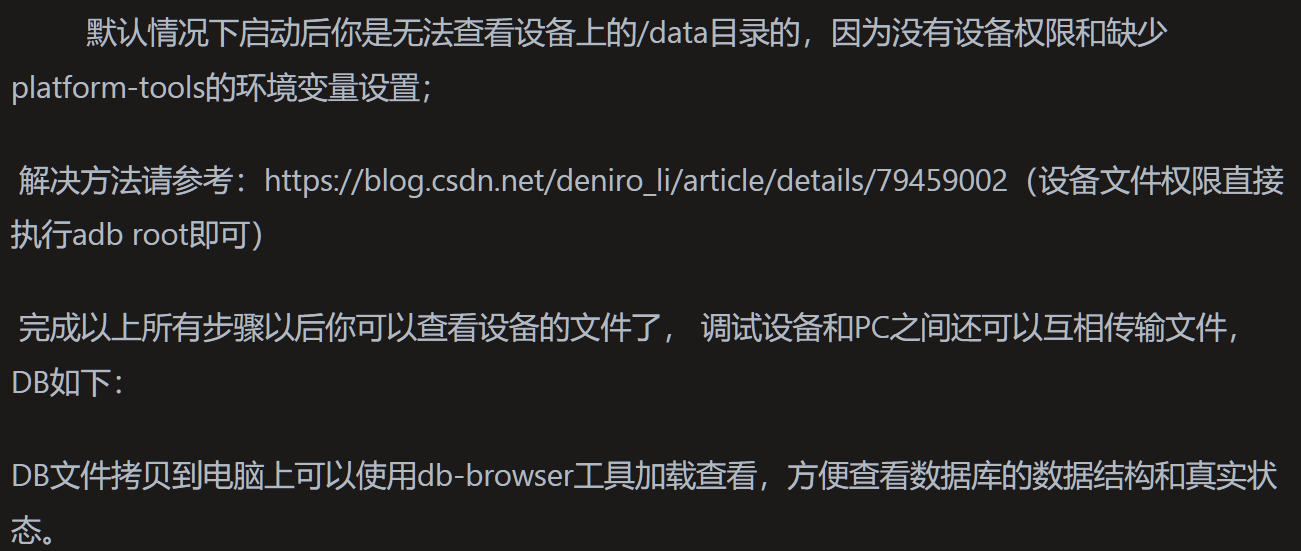 默认情况下启动后你是无法查看设备上的/data目录的，因为没有设备权限和缺少
platform-tools的环境变量设置；
解决方法请参考：https://blog.csdn.net/deniro_li/article/details/79459002（设备文件权限直接
执行adb root即可）
完成以上所有步骤以后你可以查看设备的文件了， 调试设备和PC之间还可以互相传输文件，
DB如下：
DB文件拷贝到电脑上可以使用db-browser工具加载查看，方便查看数据库的数据结构和真实状
态。